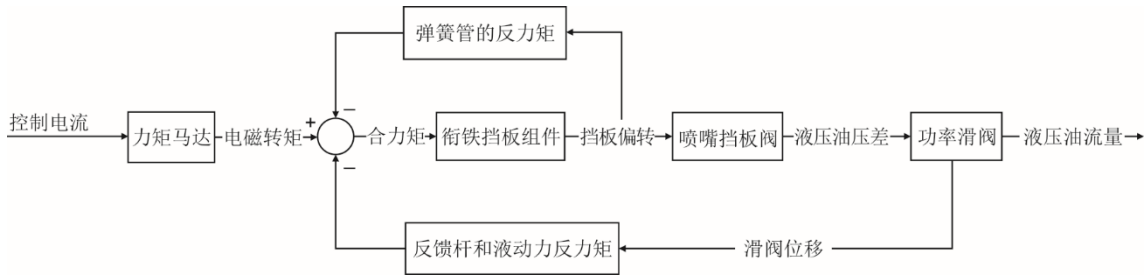 弹簧管的反力矩
控制电流
力矩马达
电磁转矩
+
−
−
合力矩
衔铁挡板组件
挡板偏转
喷嘴挡板阀
液压油压差
功率滑阀
液压油流量
反馈杆和液动力反力矩
滑阀位移